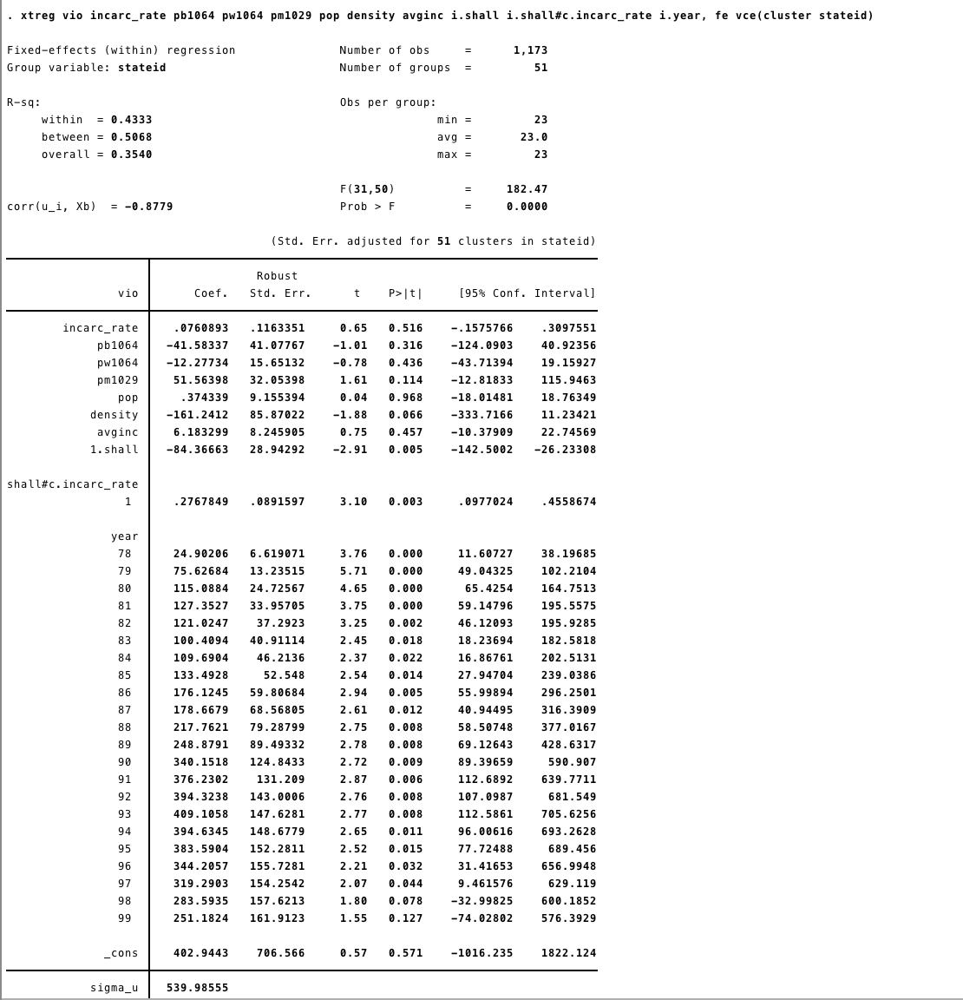 . xtreg vio incarc_rate pb1064 pw1064 pm1029 pop density avginc i.shall i.shall#c.incarc_rate i.year, fe vce(cluster stateid)
Fixed-effects (within) regression Number of obs = 1,173
Group variable: stateid Number of groups = 51
R-sq: Obs per group:
within = 0.4333 min = 23
between = 0.5068 avg = 23.0
overall = 0.3540 max = 23
F(31,50) = 182.47
corr(u_i, Xb) = -0.8779 Prob > F = 0.0000
(Std. Err. adjusted for 51 clusters in stateid)
Robust
vio Coef. Std. Err. t P>|t| [95% Conf. Interval]
incarc_rate .0760893 .1163351 0.65 0.516 -.1575766 .3097551
pb1064 -41.58337 41.07767 -1.01 0.316 -124.0903 40.92356
pw1064 -12.27734 15.65132 -0.78 0.436 -43.71394 19.15927
pm1029 51.56398 32.05398 1.61 0.114 -12.81833 115.9463
pop .374339 9.155394 0.04 0.968 -18.01481 18.76349
density -161.2412 85.87022 -1.88 0.066 -333.7166 11.23421
avginc 6.183299 8.245905 0.75 0.457 -10.37909 22.74569
1.shall -84.36663 28.94292 -2.91 0.005 -142.5002 -26.23308
shall#c.incarc_rate
1 .2767849 .0891597 3.10 0.003 .0977024 .4558674
year
78 24.90206 6.619071 3.76 0.000 11.60727 38.19685
79 75.62684 13.23515 5.71 0.000 49.04325 102.2104
80 115.0884 24.72567 4.65 0.000 65.4254 164.7513
81 127.3527 33.95705 3.75 0.000 59.14796 195.5575
82 121.0247 37.2923 3.25 0.002 46.12093 195.9285
83 100.4094 40.91114 2.45 0.018 18.23694 182.5818
84 109.6904 46.2136 2.37 0.022 16.86761 202.5131
85 133.4928 52.548 2.54 0.014 27.94704 239.0386
86 176.1245 59.80684 2.94 0.005 55.99894 296.2501
87 178.6679 68.56805 2.61 0.012 40.94495 316.3909
88 217.7621 79.28799 2.75 0.008 58.50748 377.0167
89 248.8791 89.49332 2.78 0.008 69.12643 428.6317
90 340.1518 124.8433 2.72 0.009 89.39659 590.907
91 376.2302 131.209 2.87 0.006 112.6892 639.7711
92 394.3238 143.0006 2.76 0.008 107.0987 681.549
93 409.1058 147.6281 2.77 0.008 112.5861 705.6256
94 394.6345 148.6779 2.65 0.011 96.00616 693.2628
95 383.5904 152.2811 2.52 0.015 77.72488 689.456
96 344.2057 155.7281 2.21 0.032 31.41653 656.9948
97 319.2903 154.2542 2.07 0.044 9.461576 629.119
98 283.5935 157.6213 1.80 0.078 -32.99825 600.1852
99 251.1824 161.9123 1.55 0.127 -74.02802 576.3929
_cons 402.9443 706.566 0.57 0.571 -1016.235 1822.124
sigma_u 539.98555